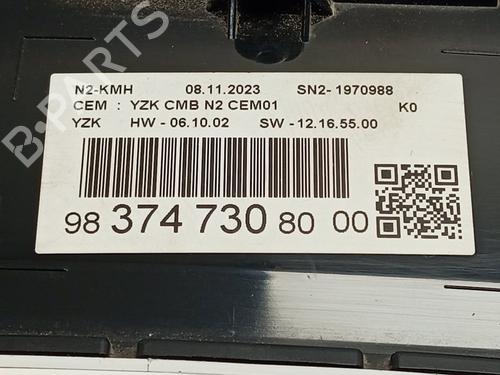 B-PARTS
N2-KMH 08.11.2023 SN2- 1970988
CEM : YZK CMB N2 CEM01 K0
YZK HW - 06.10.02 SW - 12.16.55.00
98 374 730 80 00